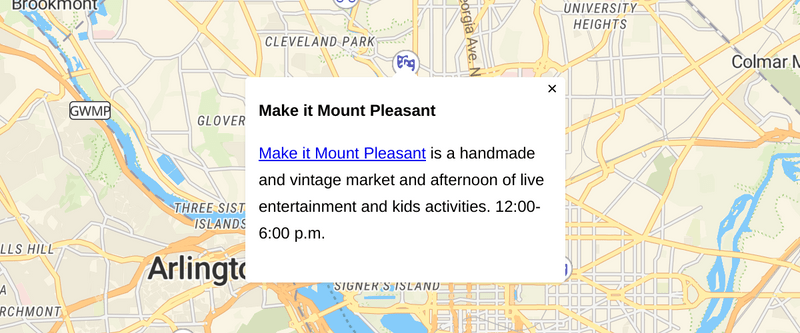 Brookmont
UNIVERSITY
HEIGHTS
CLEVELAND PARK
Georgia Ave. N
Colmar M
GWMP
GLOVER
×
Make it Mount Pleasant
Make it Mount Pleasant is a handmade
and vintage market and afternoon of live
entertainment and kids activities. 12:00-
6:00 p.m.
THREE SIST
ISLANDS
LLS HILL
Arlingto
SIGNER'S ISLAND
RCHMONT